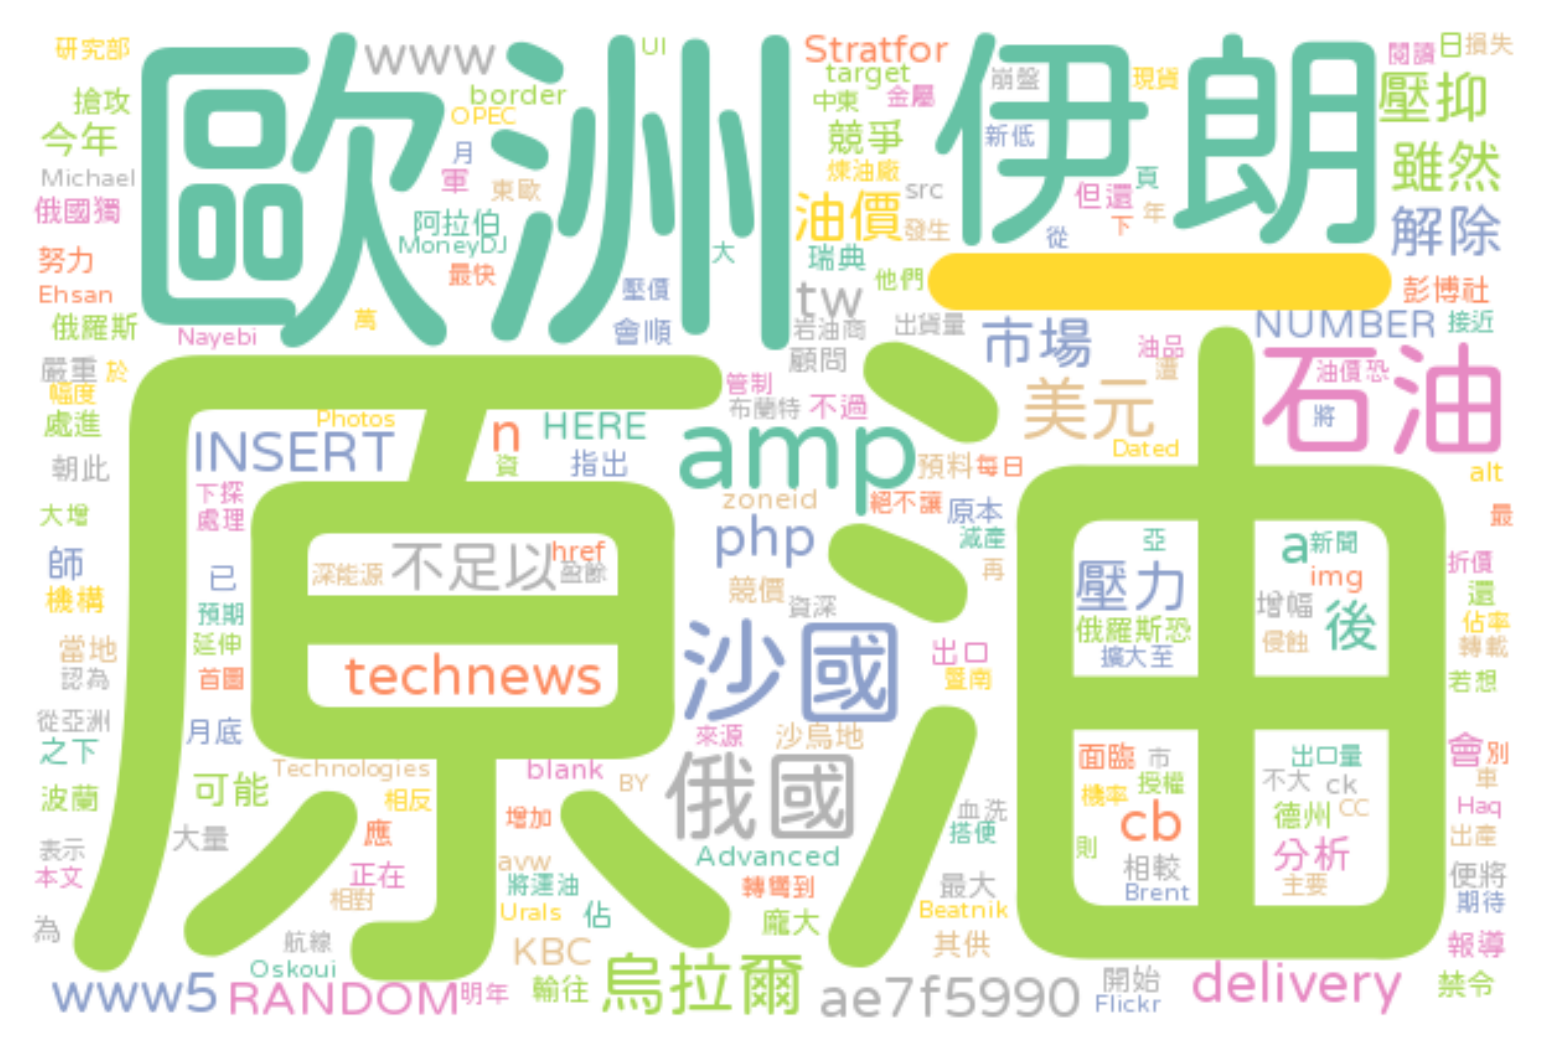 研究部
搶攻
今年
Michael
俄國獨
努力
Ehsan
俄羅斯
Nayebi
歐洲
www
border
OPEC
月
軍
東歐
阿拉伯
MoneyDJ
最快
萬
UI
大
壓價
會順
Stratfor
target
中東
金屬
競爭
煉油廠
src
油價
發生
瑞典
他們
tw
岩油商
出貨量
顧問
伊朗
崩盤
現貨
新低
但還
頁
下
年
從
一
閱讀
日
損失
壓抑
雖然
解除
彭博社
市場
NUMBER
接近
嚴重
於
幅度
處進
朝此
大增
師
機構
當地
認為
從亞洲
之下
波蘭
表示
本文
為
原油
Photos
INSERT
n
HERE
資
指出
下探
處理
已
預期
延伸
首圖
月底
href
深能源
不足以
盈餘
technews
Technologies
可能
相反
大量
應
正在
相對
航線
Oskoui
管制
布蘭特
不過
amp
預料
每日
zoneid
絕不讓
原本
php
減產
再
競價
資深
沙國
出口
暨南
來源
沙烏地
俄國
blank
BY
增加
avw
將運油
Urals
佔
KBC
Advanced
轉彎到
龐大
血洗
搭便
最大
Beatnik
其供
油品
遭
美元
Dated
石油
油價恐
將
alt
最
亞
a
新聞
img
壓力
增幅
後
俄羅斯恐
侵蝕
擴大至
折價
還
佔率
轉載
若想
面臨
市
出口量
不大
ck
機率
授權
cb
德州
CC
則
分析
相較
主要
Brent
會
別
車
Haq
出產
便將
期待
報導
禁令
www5
RANDOM
明年
輸往
烏拉爾
ae7f5990
開始
Flickr
delivery